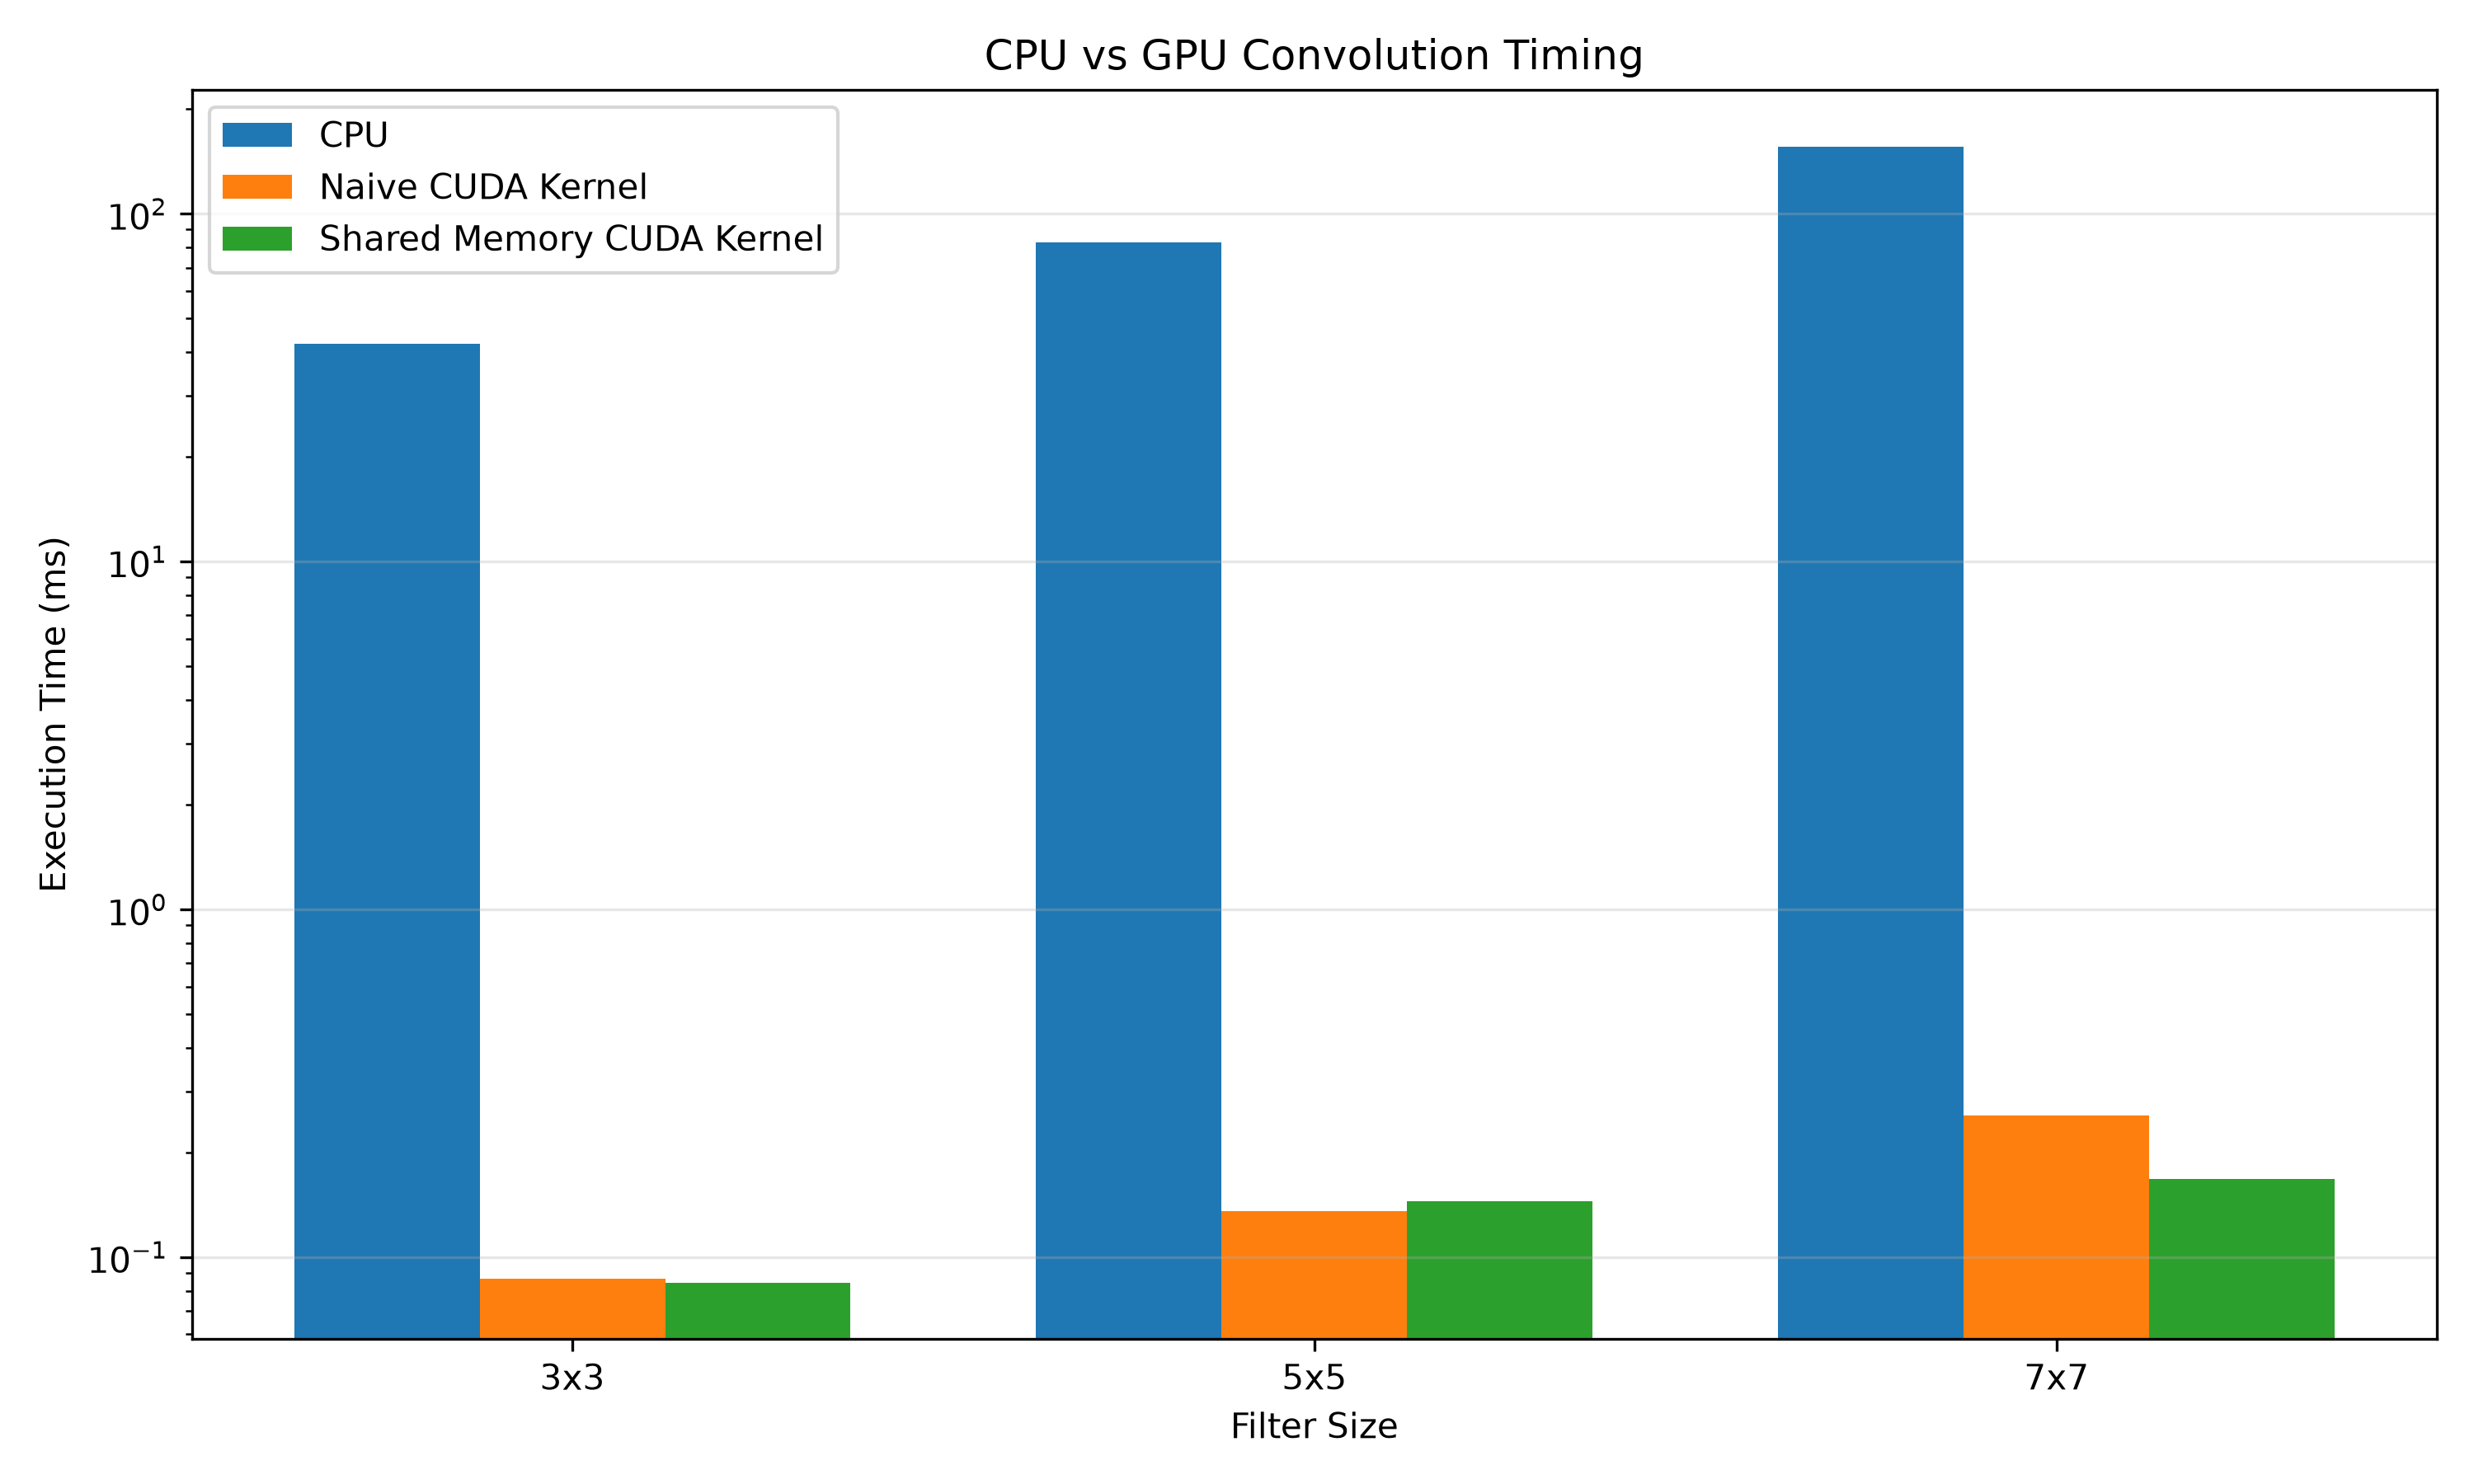 CPU vs GPU Convolution Timing
CPU
Naive CUDA Kernel
Shared Memory CUDA Kernel
Execution Time (ms)
10²
10¹
10⁰
10⁻¹
3x3
5x5
7x7
Filter Size